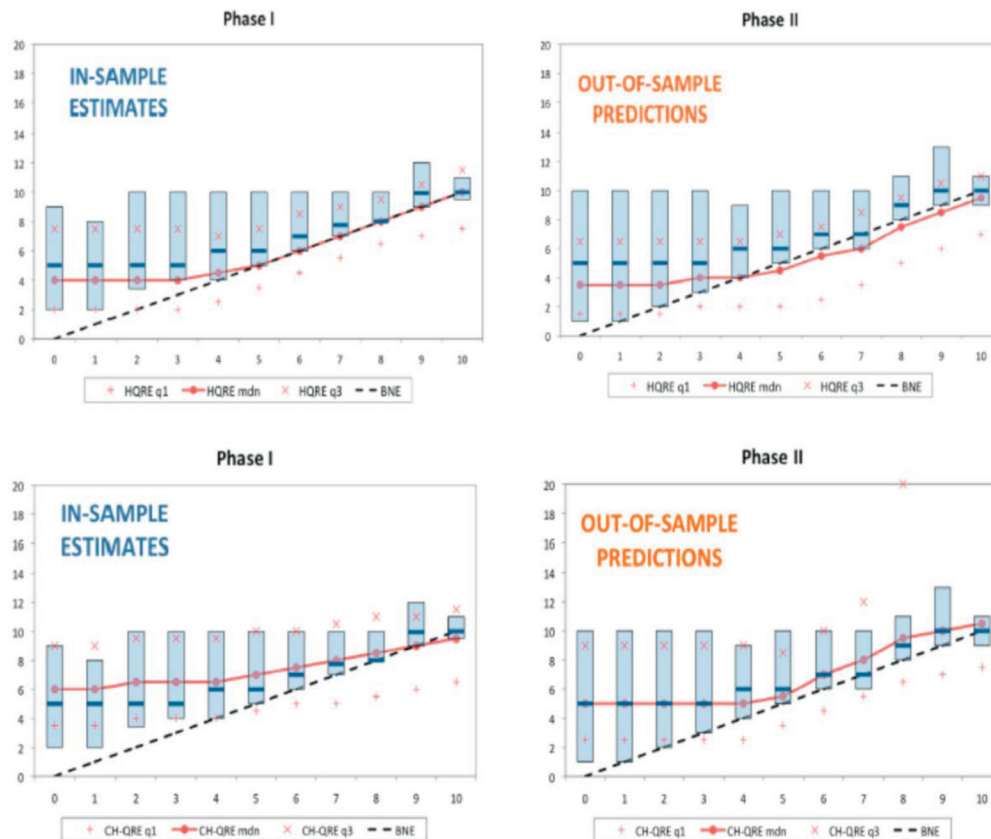 Phase I
20
18
16
14
12
10
8
6
4
2
0
IN-SAMPLE
ESTIMATES
0 1 2 3 4 5 6 7 8 9 10
+ HQRE q1 HQRE mdn × HQRE q3 BNE
Phase II
20
18
16
14
12
10
8
6
4
2
0
OUT-OF-SAMPLE
PREDICTIONS
0 1 2 3 4 5 6 7 8 9 10
+ HQRE q1 HQRE mdn × HQRE q3 BNE
Phase I
20
18
16
14
12
10
8
6
4
2
0
IN-SAMPLE
ESTIMATES
0 1 2 3 4 5 6 7 8 9 10
+ CH-QRE q1 CH-QRE mdn × CH-QRE q3 BNE
Phase II
20
18
16
14
12
10
8
6
4
2
0
OUT-OF-SAMPLE
PREDICTIONS
0 1 2 3 4 5 6 7 8 9 10
+ CH-QRE q1 CH-QRE mdn × CH-QRE q3 BNE